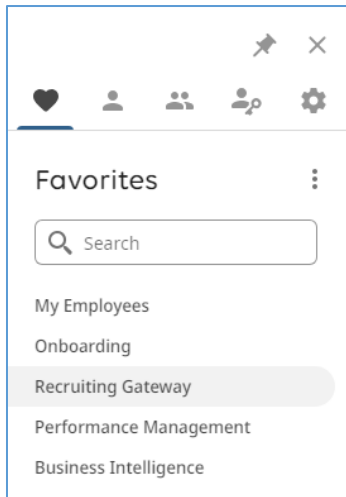 Favorites
Search
My Employees
Onboarding
Recruiting Gateway
Performance Management
Business Intelligence